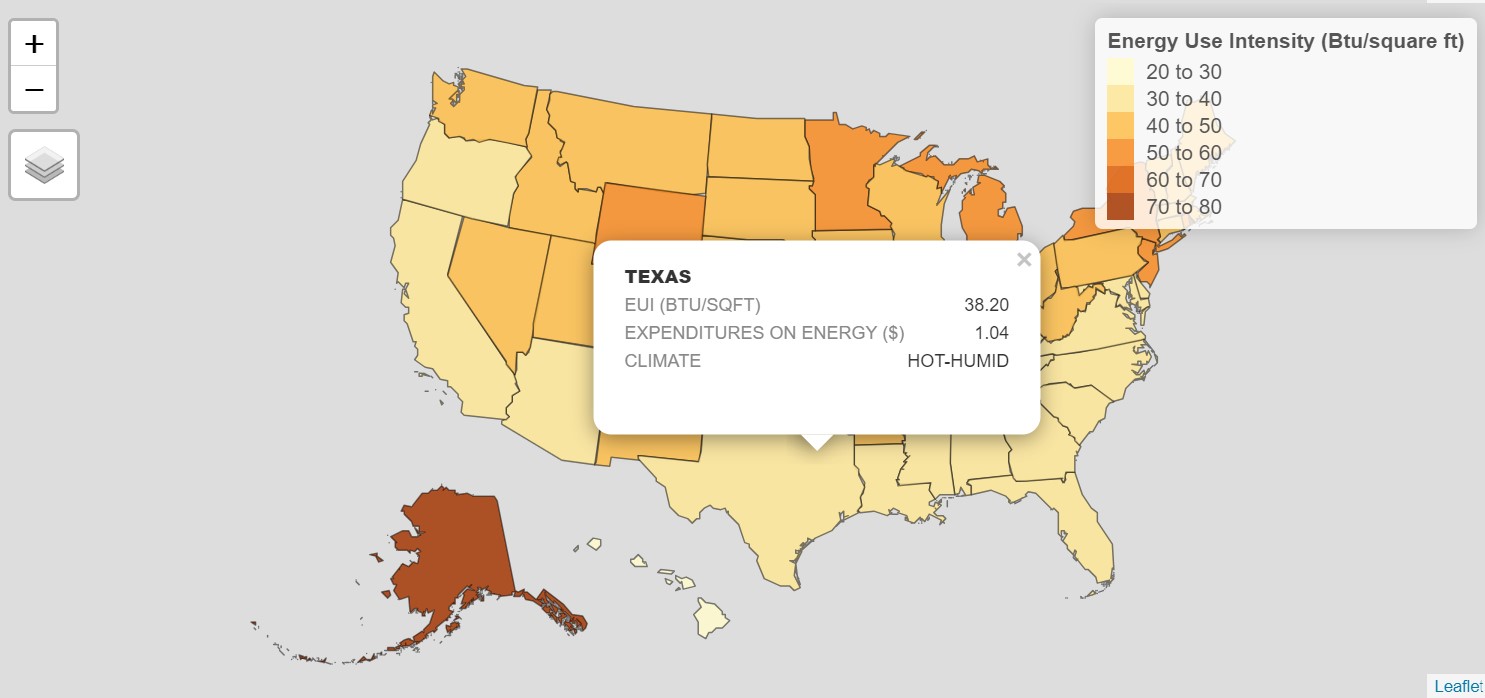 +
−
Energy Use Intensity (Btu/square ft)
20 to 30
30 to 40
40 to 50
50 to 60
60 to 70
70 to 80
×
TEXAS
EUI (BTU/SQFT) 38.20
EXPENDITURES ON ENERGY ($) 1.04
CLIMATE HOT-HUMID
Leaflet